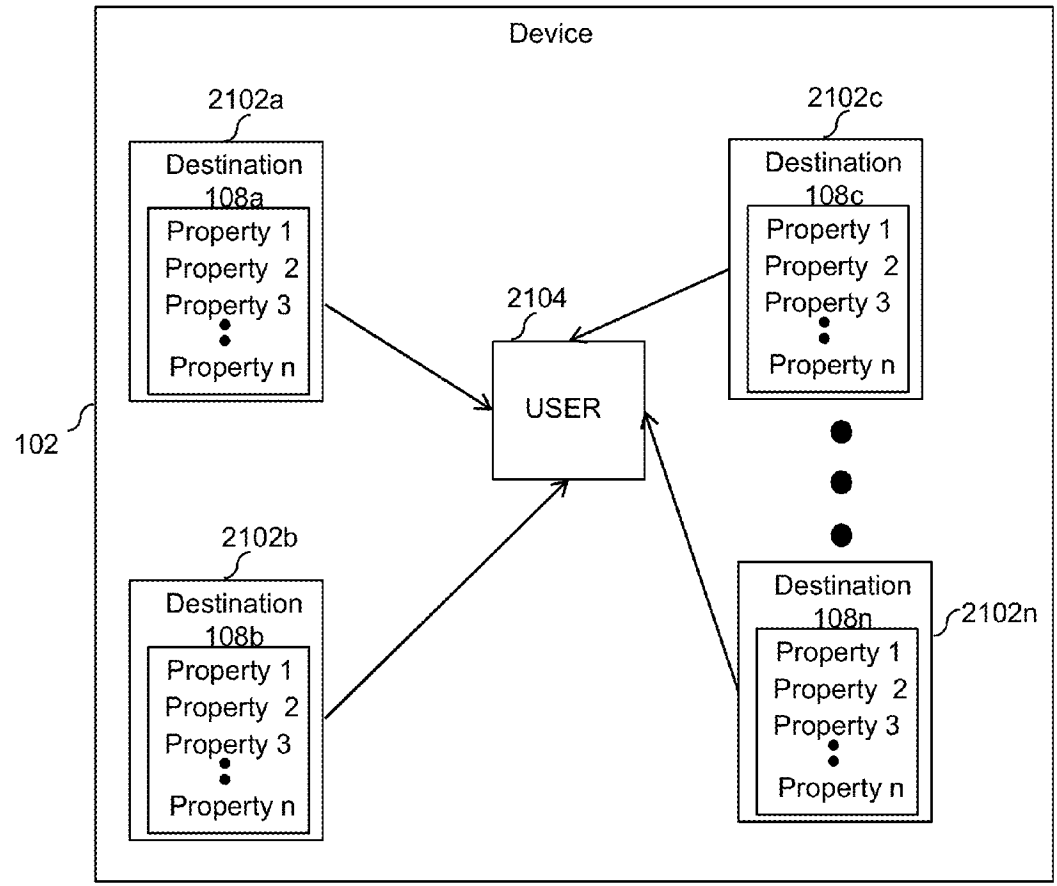 Device
2102a
Destination
108a
Property 1
Property 2
Property 3
Property n
2102c
Destination
108c
Property 1
Property 2
Property 3
Property n
2104
USER
102
2102b
Destination
108b
Property 1
Property 2
Property 3
Property n
Destination
108n
2102n
Property 1
Property 2
Property 3
Property n